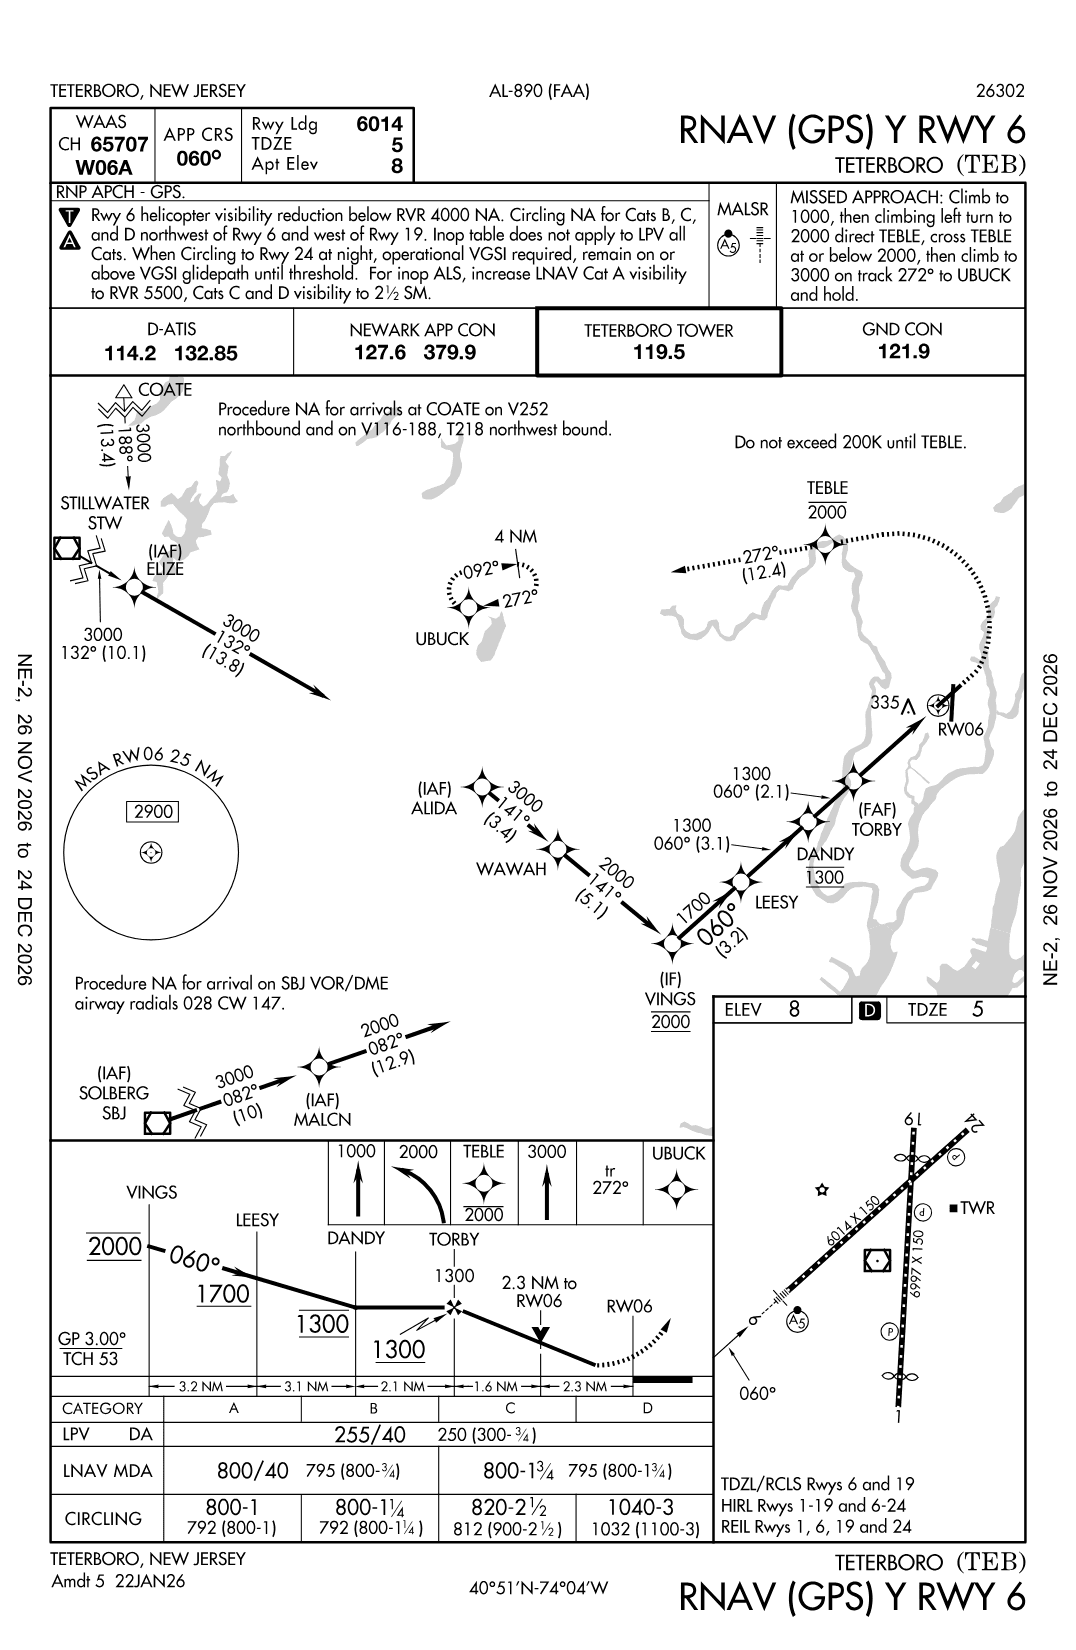 TETERBORO, NEW JERSEY
AL-890 (FAA)
26302
WAAS
CH 65707
W06A
APP CRS
060°
Rwy Ldg 6014
TDZE 5
Apt Elev 8
RNAV (GPS) Y RWY 6
TETERBORO (TEB)
RNP APCH - GPS.
T
A
Rwy 6 helicopter visibility reduction below RVR 4000 NA. Circling NA for Cats B, C,
and D northwest of Rwy 6 and west of Rwy 19. Inop table does not apply to LPV all
Cats. When Circling to Rwy 24 at night, operational VGSI required, remain on or
above VGSI glidepath until threshold. For inop ALS, increase LNAV Cat A visibility
to RVR 5500, Cats C and D visibility to 2½ SM.
MALSR
A5
MISSED APPROACH: Climb to
1000, then climbing left turn to
2000 direct TEBLE, cross TEBLE
at or below 2000, then climb to
3000 on track 272° to UBUCK
and hold.
D-ATIS
114.2 132.85
NEWARK APP CON
127.6 379.9
TETERBORO TOWER
119.5
GND CON
121.9
COATE
3000
188°
(13.4)
Procedure NA for arrivals at COATE on V252
northbound and on V116-188, T218 northwest bound.
Do not exceed 200K until TEBLE.
STILLWATER
STW
(IAF)
ELIZE
3000
132° (10.1)
3000
132°
(13.8)
4 NM
092°
272°
UBUCK
TEBLE
2000
272°
(12.4)
335
RW06
MSA RW06 25 NM
2900
(IAF)
ALIDA
3000
141°
(3.4)
WAWAH
2000
141°
(5.1)
1300
060° (2.1)
1300
060° (3.1)
(FAF)
TORBY
DANDY
1300
LEESY
1700
060°
(3.2)
(IF)
VINGS
2000
Procedure NA for arrival on SBJ VOR/DME
airway radials 028 CW 147.
(IAF)
SOLBERG
SBJ
3000
082°
(10)
(IAF)
MALCN
2000
082°
(12.9)
ELEV 8
D
TDZE 5
19
24
P
6014 X 150
P
TWR
6997 X 150
P
6
A5
060°
1
TDZL/RCLS Rwys 6 and 19
HIRL Rwys 1-19 and 6-24
REIL Rwys 1, 6, 19 and 24
1000
2000
TEBLE
2000
3000
tr
272°
UBUCK
VINGS
2000
060°
LEESY
1700
DANDY
1300
TORBY
1300
1300
2.3 NM to
RW06
RW06
GP 3.00°
TCH 53
3.2 NM
3.1 NM
2.1 NM
1.6 NM
2.3 NM
CATEGORY A B C D
LPV DA 255/40 250 (300-¾)
LNAV MDA 800/40 795 (800-¾) 800-1¾ 795 (800-1¾)
CIRCLING
800-1
792 (800-1)
800-1¼
792 (800-1¼)
820-2½
812 (900-2½)
1040-3
1032 (1100-3)
TETERBORO, NEW JERSEY
Amdt 5 22JAN26
40°51'N-74°04'W
TETERBORO (TEB)
RNAV (GPS) Y RWY 6
NE-2, 26 NOV 2026 to 24 DEC 2026
NE-2, 26 NOV 2026 to 24 DEC 2026